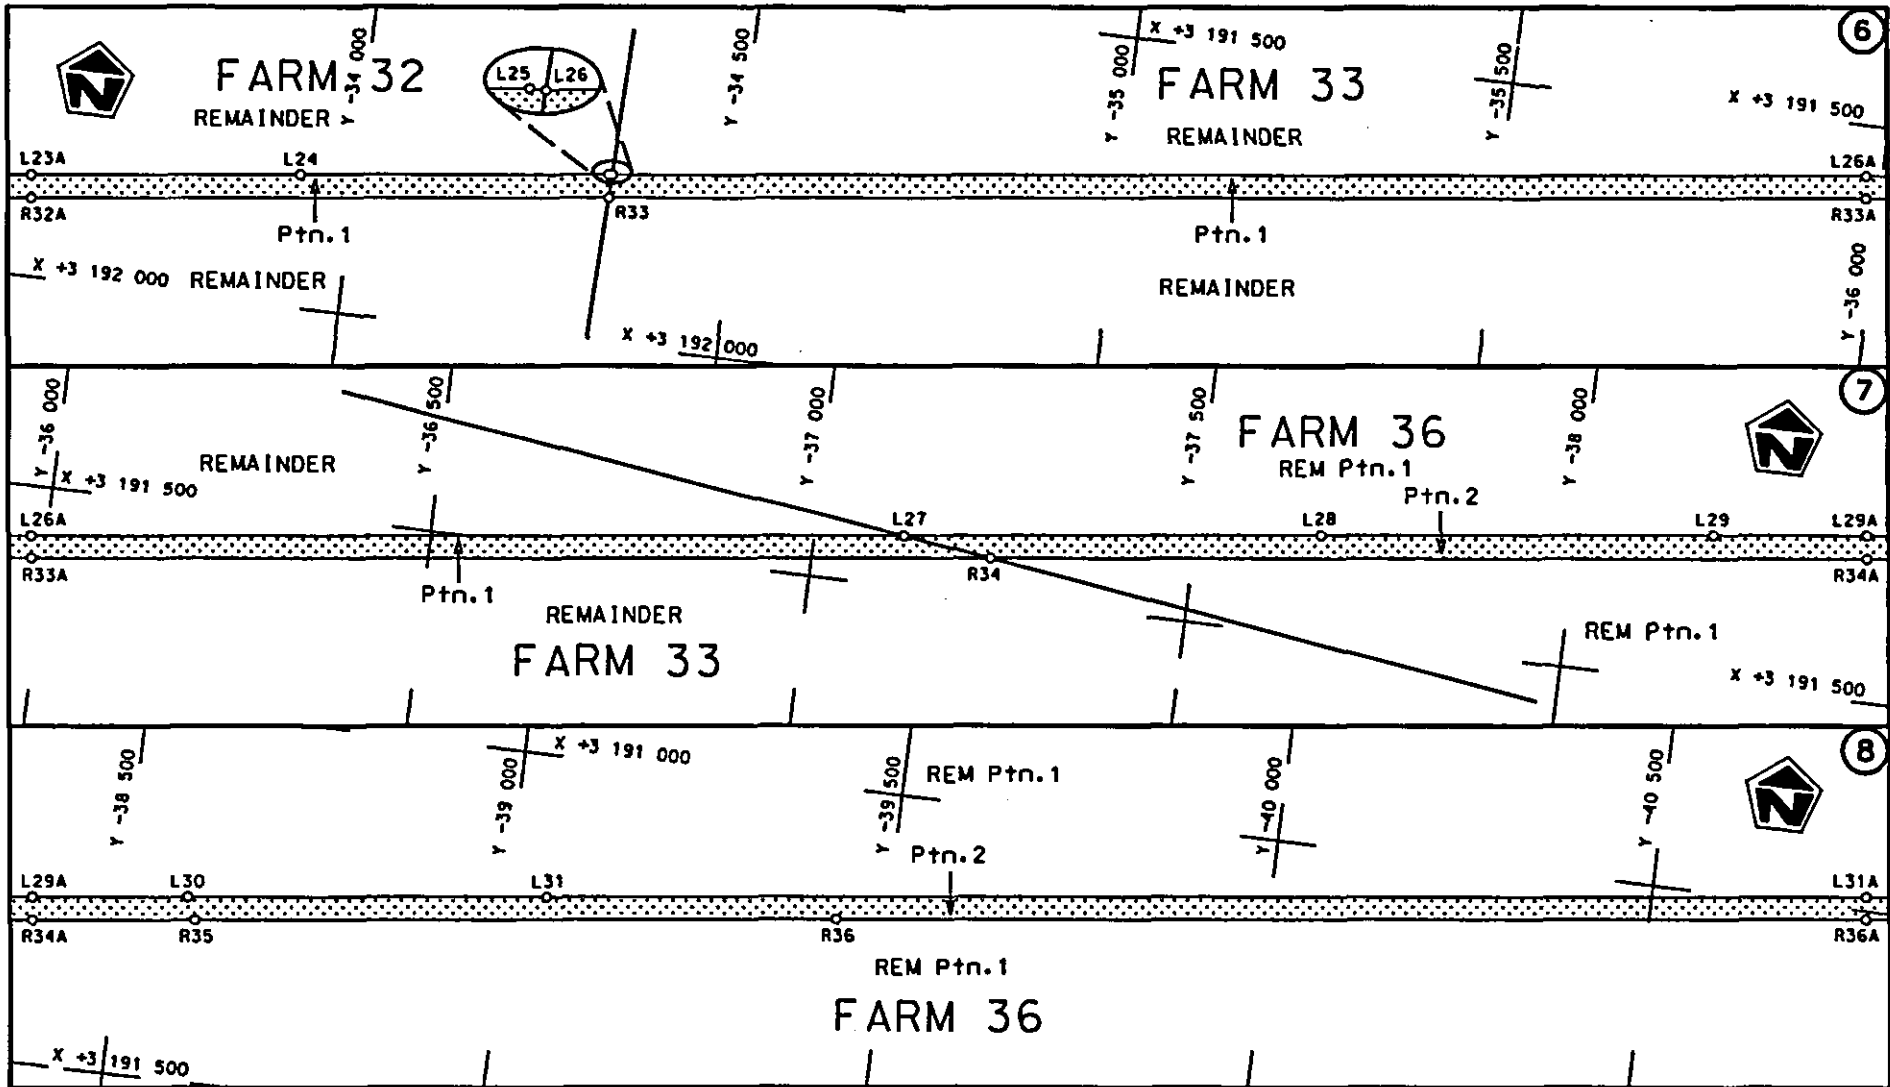 6
N
FARM 32
REMAINDER
Y -34 000
L25 L26
Y -34 500
X +3 191 500
Y -35 000
FARM 33
REMAINDER
Y -35 500
X +3 191 500
L23A
L24
L26A
R32A
R33
R33A
Ptn.1
Ptn.1
X +3 192 000
REMAINDER
REMAINDER
Y -36 000
X +3 192 000
7
N
Y -36 000
X +3 191 500
REMAINDER
Y -36 500
Y -37 000
Y -37 500
FARM 36
REM Ptn.1
Ptn.2
Y -38 000
L26A
L27
L28
L29
L29A
R33A
R34
R34A
Ptn.1
REMAINDER
FARM 33
REM Ptn.1
X +3 191 500
8
N
Y -38 500
Y -39 000
X +3 191 000
Y -39 500
REM Ptn.1
Y -40 000
Y -40 500
Ptn.2
L29A
L30
L31
L31A
R34A
R35
R36
R36A
REM Ptn.1
FARM 36
X +3 191 500